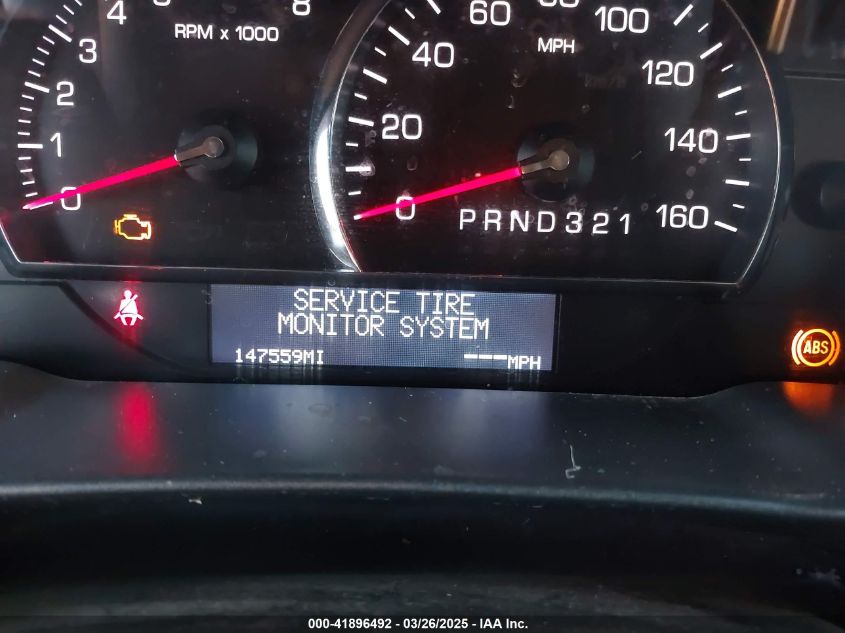 4
8
3
RPM x 1000
2
1
0
60
100
40
MPH
120
20
140
0
PRND321
160
SERVICE TIRE
MONITOR SYSTEM
147559MI
---MPH
ABS
000-41896492 - 03/26/2025 - IAA Inc.